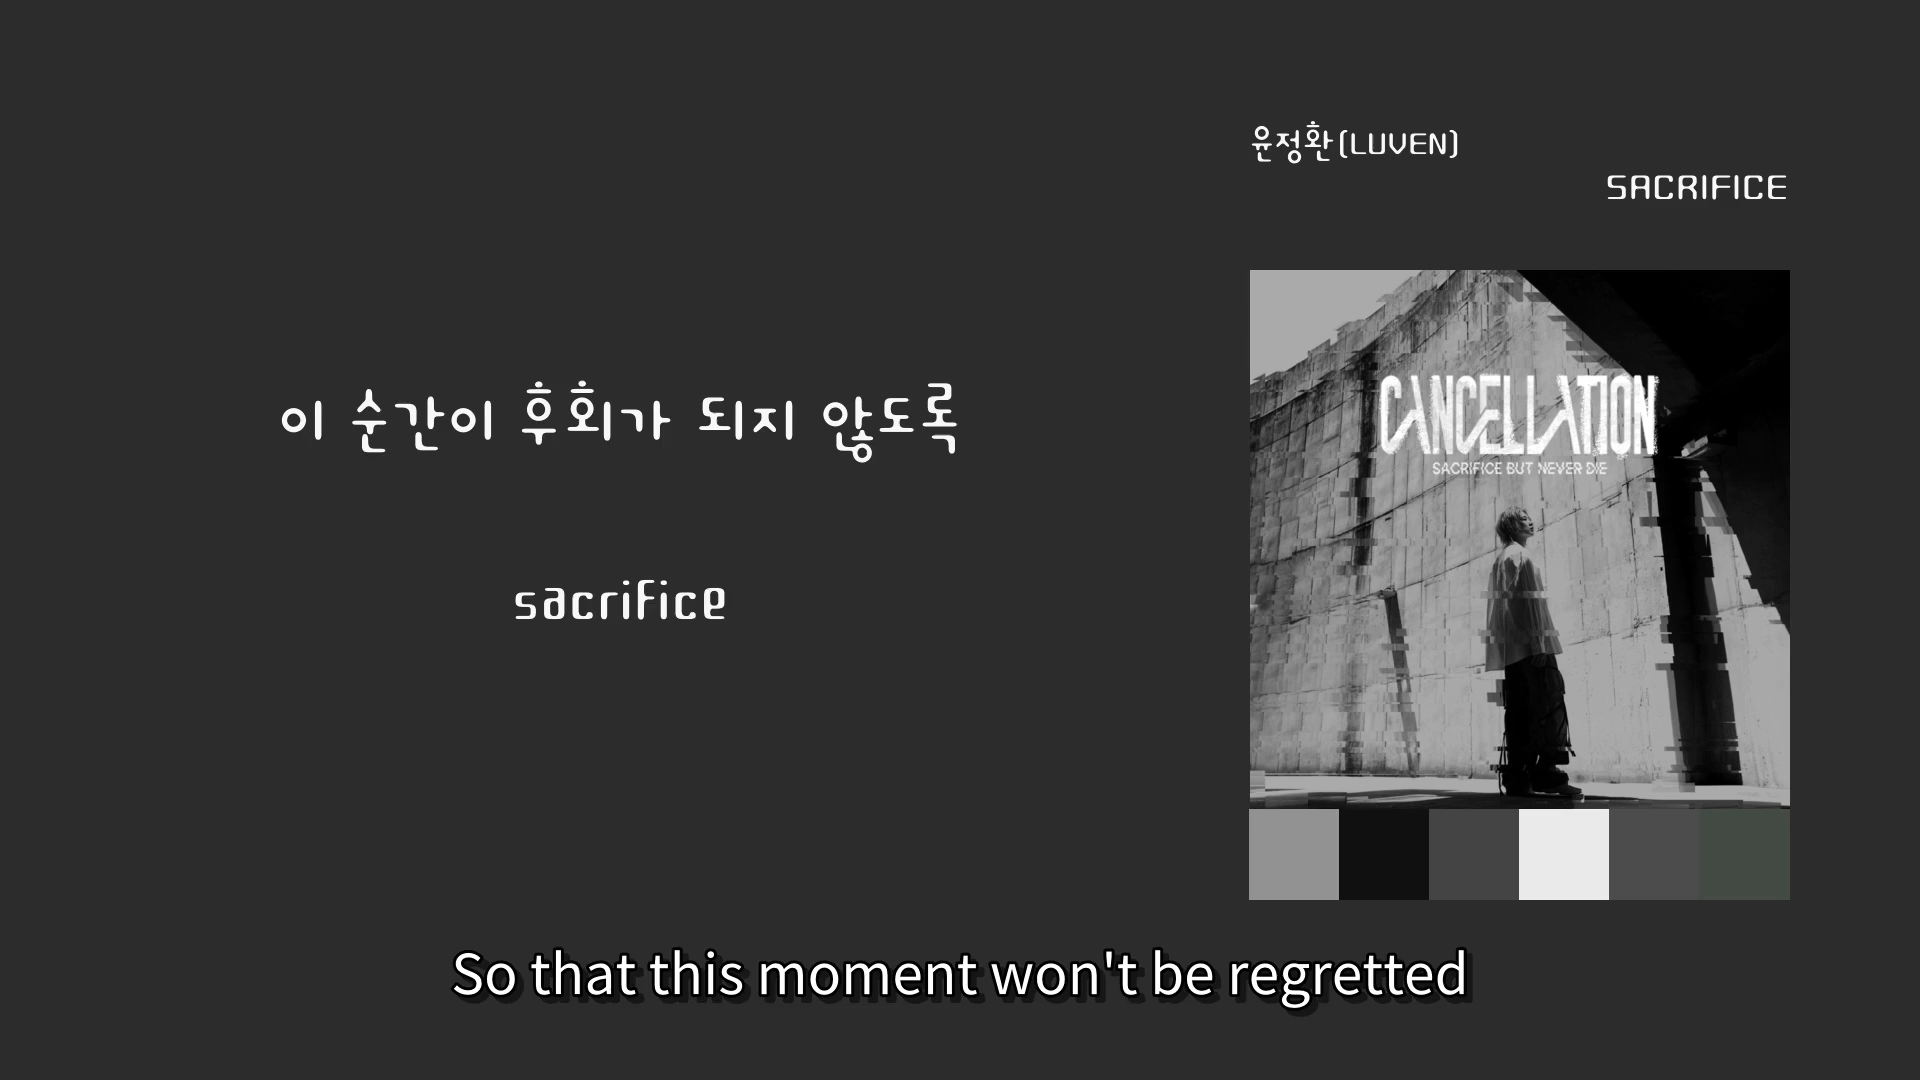 윤정환(LUVEN)
SACRIFICE
CANCELLATION
SACRIFICE BUT NEVER DIE
이 순간이 후회가 되지 않도록
sacrifice
So that this moment won't be regretted